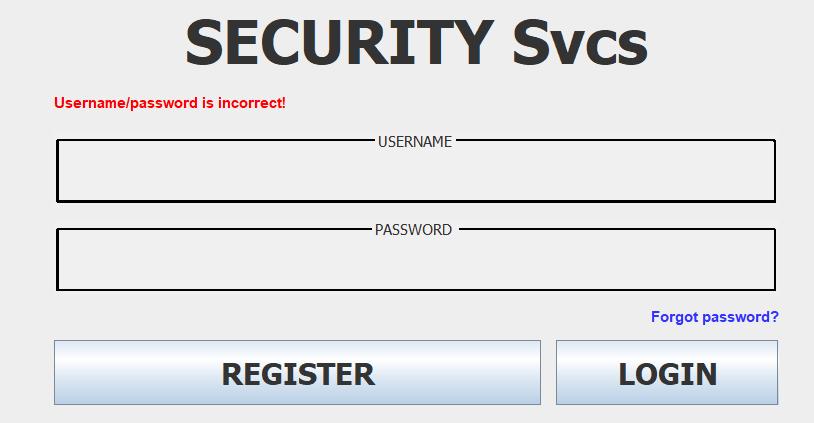 SECURITY Svcs
Username/password is incorrect!
USERNAME
PASSWORD
Forgot password?
REGISTER LOGIN